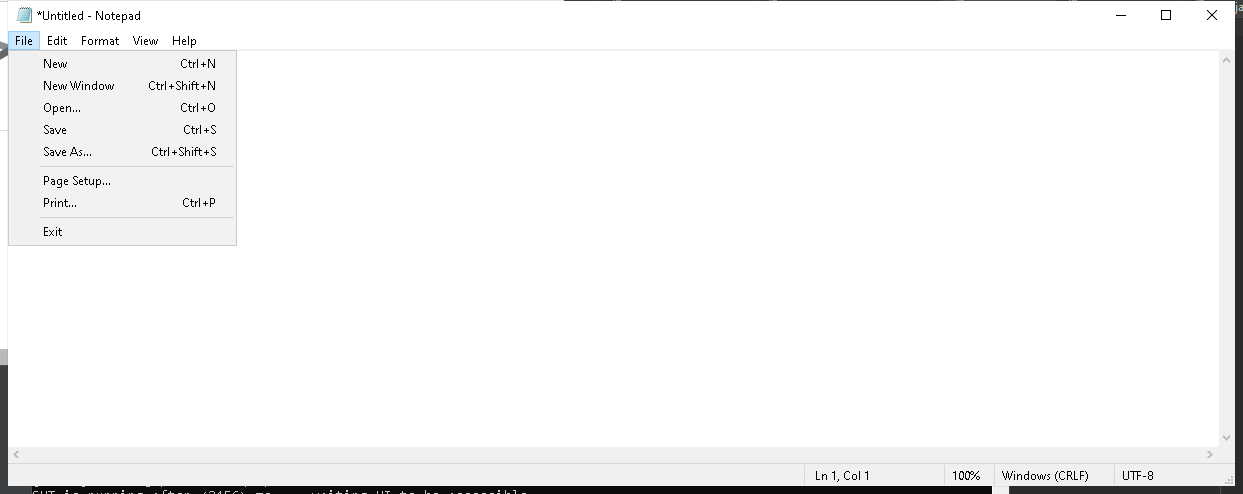 *Untitled - Notepad
File Edit Format View Help
New Ctrl+N
New Window Ctrl+Shift+N
Open... Ctrl+O
Save Ctrl+S
Save As... Ctrl+Shift+S
Page Setup...
Print... Ctrl+P
Exit
Ln 1, Col 1 100% Windows (CRLF) UTF-8